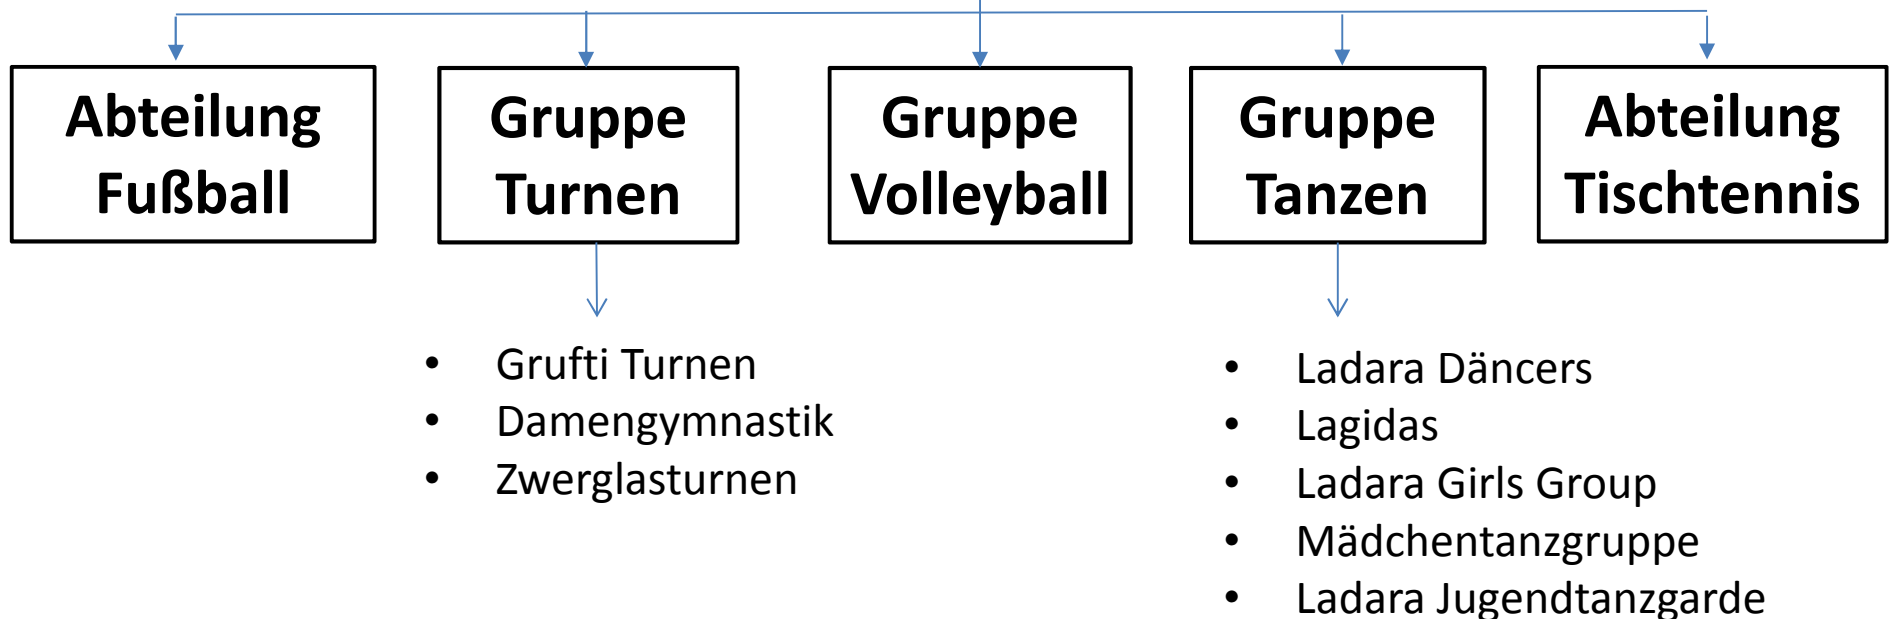 Abteilung
Fußball
Gruppe
Turnen
Gruppe
Volleyball
Gruppe
Tanzen
Abteilung
Tischtennis
• Grufti Turnen
• Damengymnastik
• Zwerglasturnen
• Ladara Däncers
• Lagidas
• Ladara Girls Group
• Mädchentanzgruppe
• Ladara Jugendtanzgarde